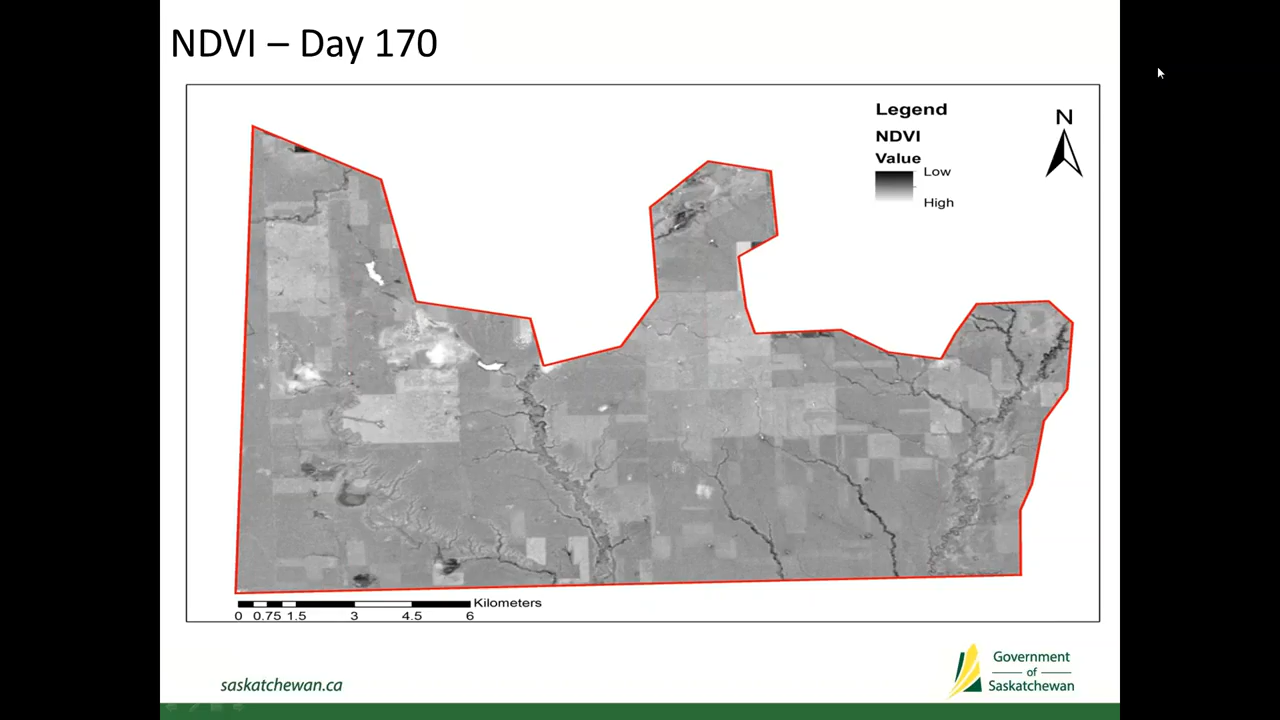 NDVI – Day 170
Legend
NDVI
Value
Low
High
N
Kilometers
0 0.75 1.5 3 4.5 6
saskatchewan.ca
Government
of
Saskatchewan